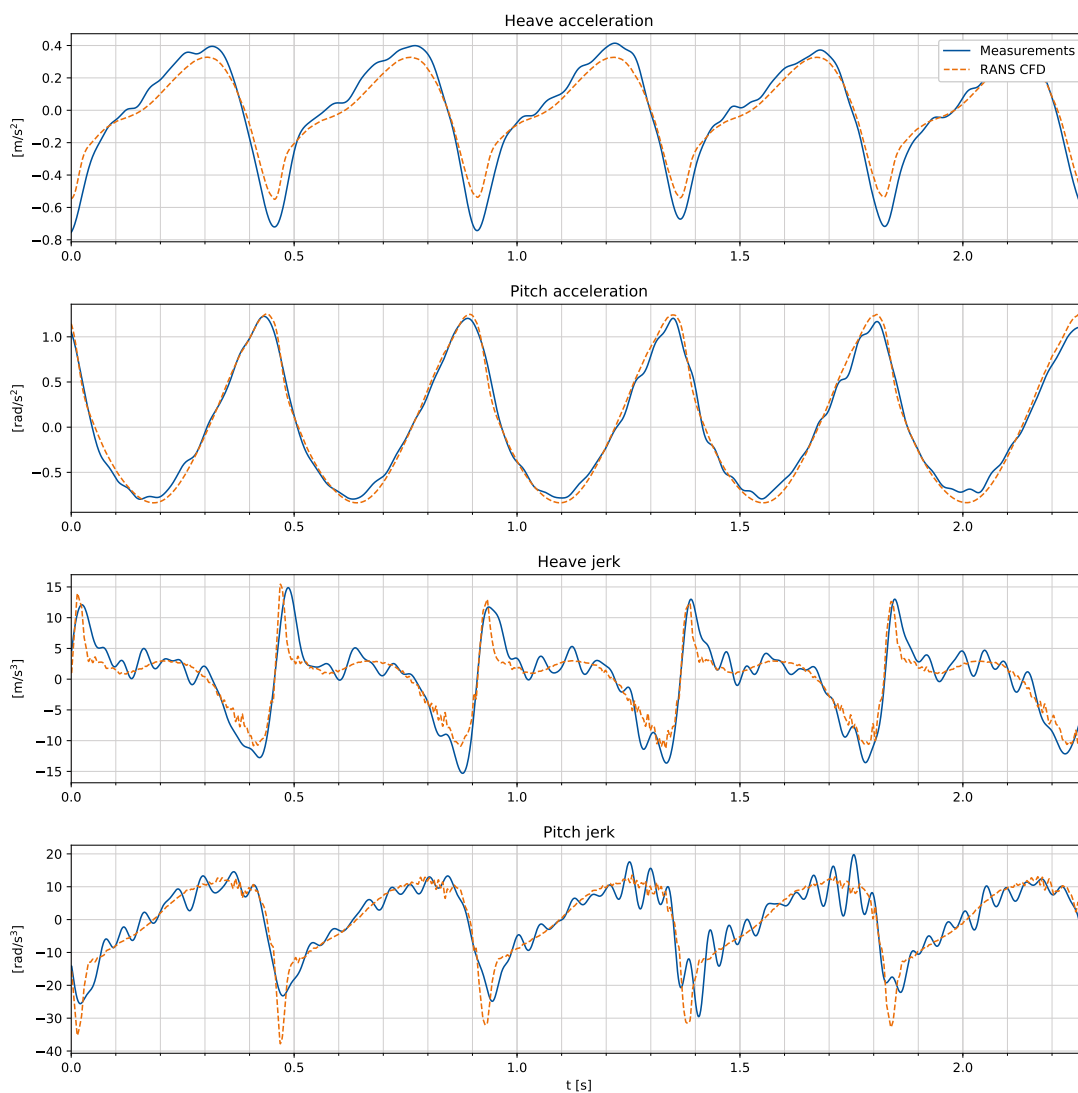 Heave acceleration
Measurements
RANS CFD
[m/s²]
0.4
0.2
0.0
−0.2
−0.4
−0.6
−0.8
0.0 0.5 1.0 1.5 2.0
Pitch acceleration
[rad/s²]
1.0
0.5
0.0
−0.5
0.0 0.5 1.0 1.5 2.0
Heave jerk
[m/s³]
15
10
5
0
−5
−10
−15
0.0 0.5 1.0 1.5 2.0
Pitch jerk
[rad/s³]
20
10
0
−10
−20
−30
−40
0.0 0.5 1.0 1.5 2.0
t [s]